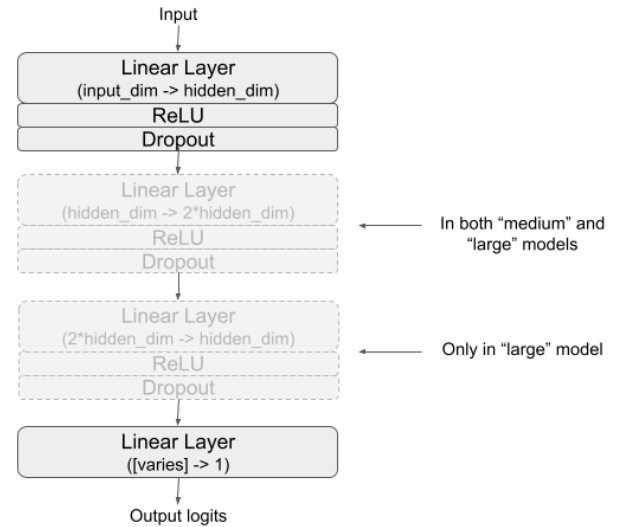 Input
Linear Layer
(input_dim -> hidden_dim)
ReLU
Dropout
Linear Layer
(hidden_dim -> 2*hidden_dim)
ReLU
Dropout
In both “medium” and
“large” models
Linear Layer
(2*hidden_dim -> hidden_dim)
ReLU
Dropout
Only in “large” model
Linear Layer
([varies] -> 1)
Output logits